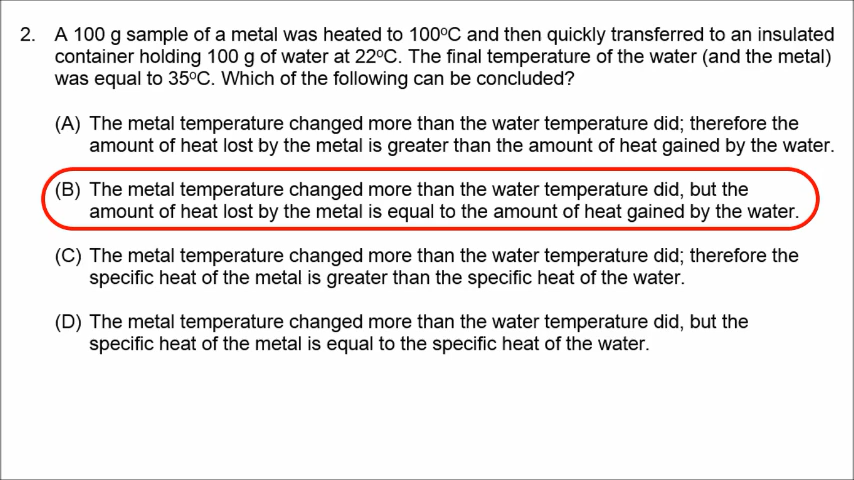 2. A 100 g sample of a metal was heated to 100ºC and then quickly transferred to an insulated
container holding 100 g of water at 22ºC. The final temperature of the water (and the metal)
was equal to 35ºC. Which of the following can be concluded?
(A) The metal temperature changed more than the water temperature did; therefore the
amount of heat lost by the metal is greater than the amount of heat gained by the water.
(B) The metal temperature changed more than the water temperature did, but the
amount of heat lost by the metal is equal to the amount of heat gained by the water.
(C) The metal temperature changed more than the water temperature did; therefore the
specific heat of the metal is greater than the specific heat of the water.
(D) The metal temperature changed more than the water temperature did, but the
specific heat of the metal is equal to the specific heat of the water.